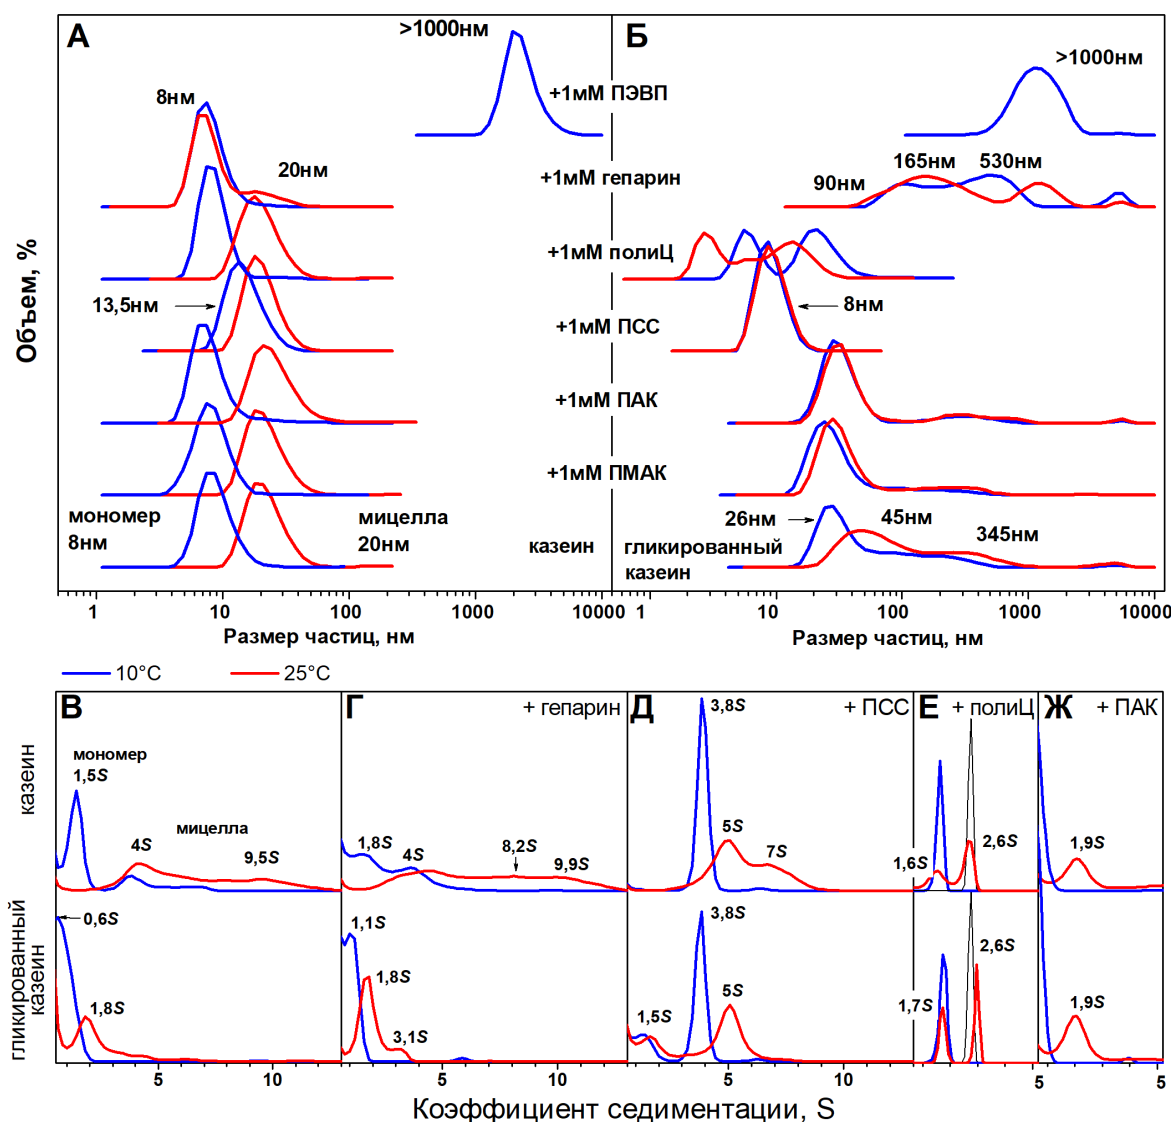 А
Б
Объем, %
>1000нм
>1000нм
+1мМ ПЭВП
8нм
20нм
+1мМ гепарин
90нм
165нм
530нм
+1мМ полиЦ
13,5нм
+1мМ ПСС
8нм
+1мМ ПАК
+1мМ ПМАК
мономер
8нм
мицелла
20нм
казеин
26нм
45нм
345нм
гликированный
казеин
1
10
100
1000
10000
1
10
100
1000
10000
Размер частиц, нм
Размер частиц, нм
10°C
25°C
В
Г
+ гепарин
Д
+ ПСС
Е
+ полиЦ
Ж
+ ПАК
казеин
мономер
1,5S
4S
мицелла
9,5S
1,8S
4S
8,2S
9,9S
3,8S
5S
7S
1,6S
2,6S
1,9S
гликированный
казеин
0,6S
1,8S
1,1S
1,8S
3,1S
1,5S
3,8S
5S
1,7S
2,6S
1,9S
5
10
5
10
5
10
5
5
Коэффициент седиментации, S